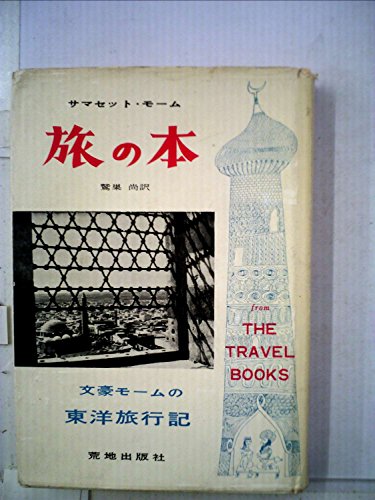 サマセット・モーム
旅の本
鷲巣 尚訳
from
THE
TRAVEL
BOOKS
文豪モームの
東洋旅行記
荒地出版社